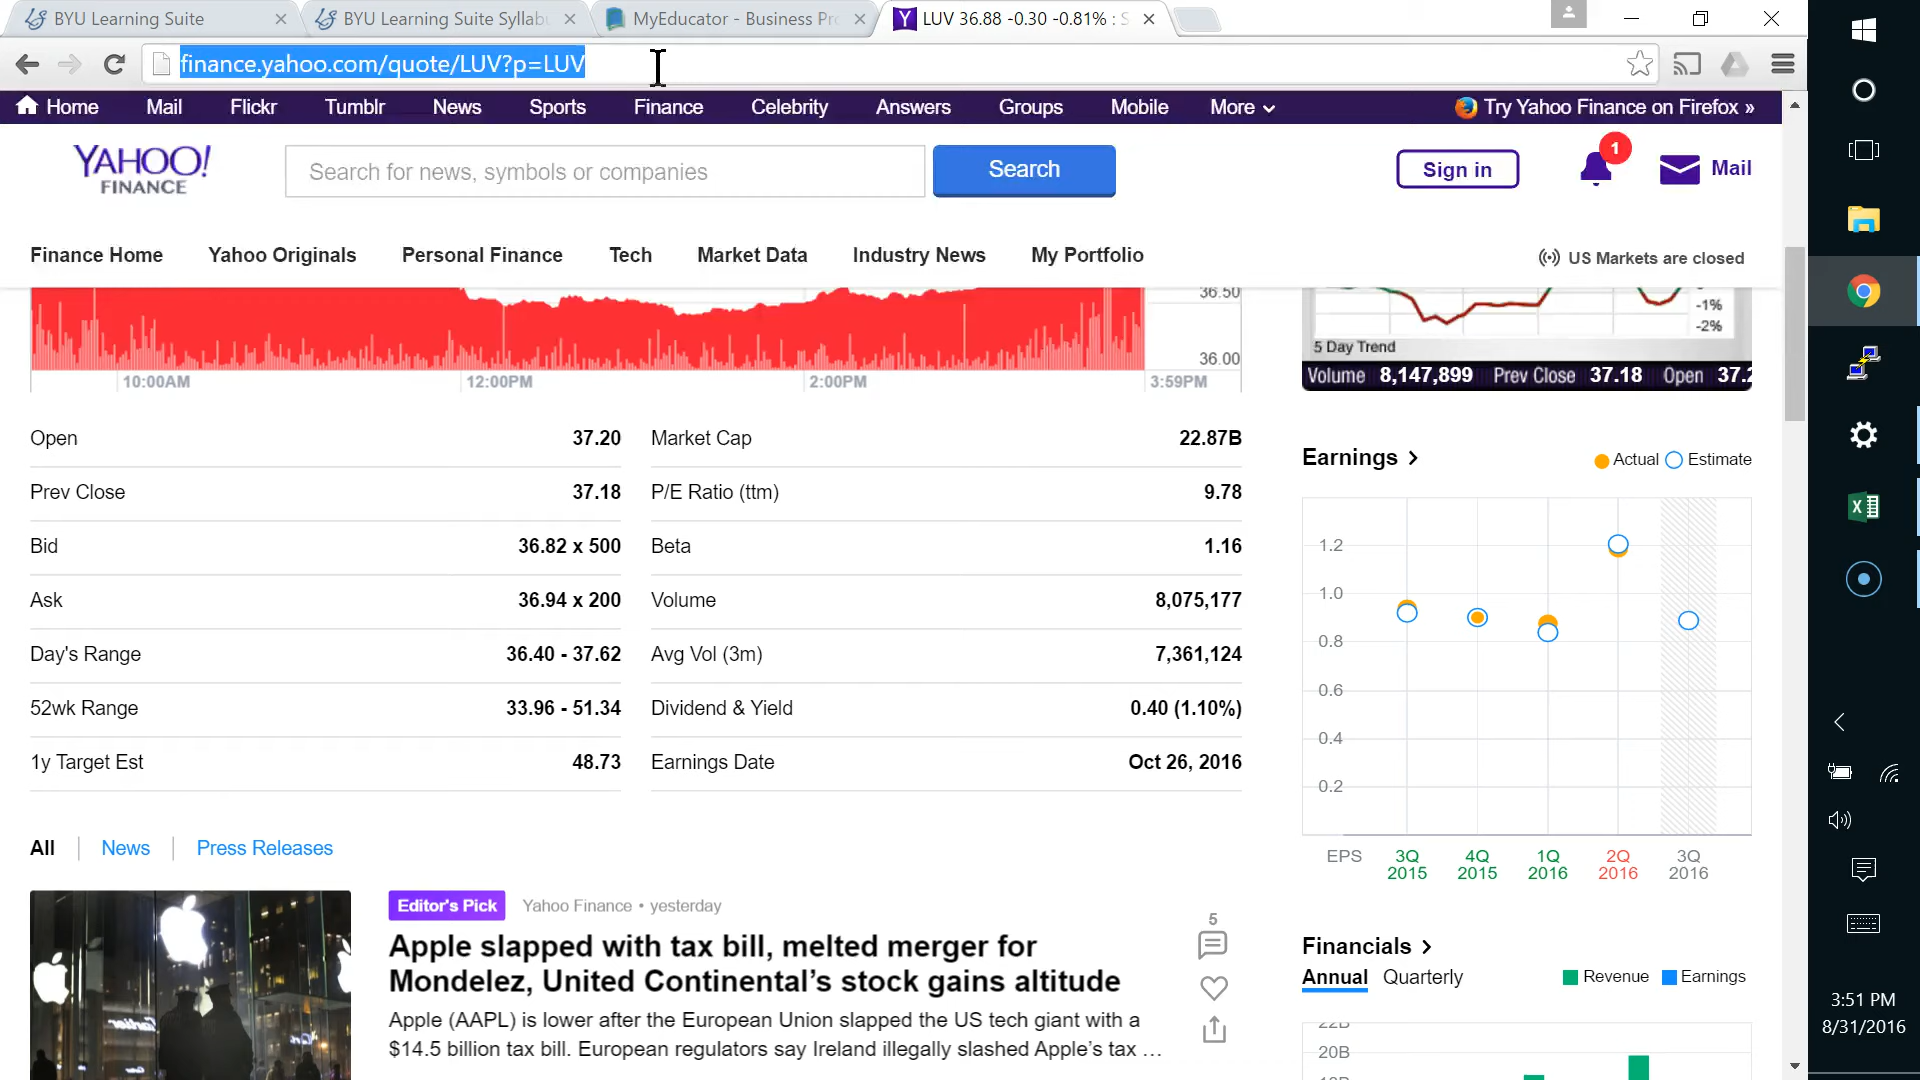 BYU Learning Suite
BYU Learning Suite Syllab
MyEducator - Business Pro
LUV 36.88 -0.30 -0.81% : S
finance.yahoo.com/quote/LUV?p=LUV
Home Mail Flickr Tumblr News Sports Finance Celebrity Answers Groups Mobile More Try Yahoo Finance on Firefox »
YAHOO!
FINANCE
Search for news, symbols or companies
Search
Sign in
1
Mail
Finance Home Yahoo Originals Personal Finance Tech Market Data Industry News My Portfolio
US Markets are closed
36.50
36.00
10:00AM 12:00PM 2:00PM 3:59PM
-1%
-2%
5 Day Trend
Volume 8,147,899 Prev Close 37.18 Open 37.2
Open 37.20
Prev Close 37.18
Bid 36.82 x 500
Ask 36.94 x 200
Day's Range 36.40 - 37.62
52wk Range 33.96 - 51.34
1y Target Est 48.73
Market Cap 22.87B
P/E Ratio (ttm) 9.78
Beta 1.16
Volume 8,075,177
Avg Vol (3m) 7,361,124
Dividend & Yield 0.40 (1.10%)
Earnings Date Oct 26, 2016
Earnings
Actual Estimate
1.2
1.0
0.8
0.6
0.4
0.2
EPS 3Q 4Q 1Q 2Q 3Q
2015 2015 2016 2016 2016
All News Press Releases
Editor's Pick Yahoo Finance • yesterday
Apple slapped with tax bill, melted merger for
Mondelez, United Continental's stock gains altitude
Apple (AAPL) is lower after the European Union slapped the US tech giant with a
$14.5 billion tax bill. European regulators say Ireland illegally slashed Apple's tax …
5
Financials
Annual Quarterly
Revenue Earnings
22B
20B
3:51 PM
8/31/2016